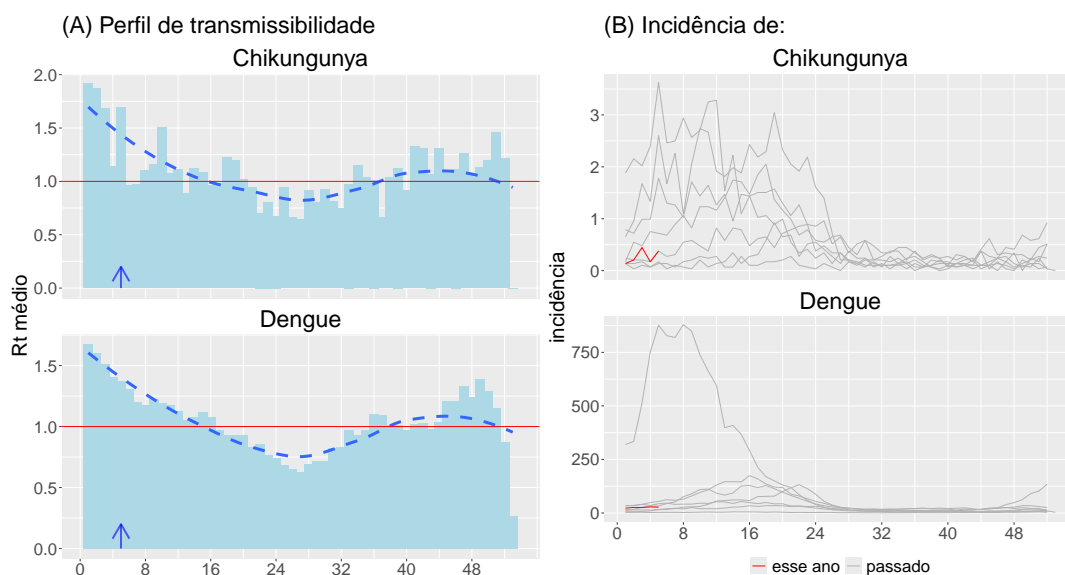 (A) Perfil de transmissibilidade
Chikungunya
2.0
1.5
1.0
0.5
0.0
Dengue
1.5
1.0
0.5
0.0
0 8 16 24 32 40 48
Rt médio
(B) Incidência de:
Chikungunya
3
2
1
0
Dengue
750
500
250
0
0 8 16 24 32 40 48
incidência
esse ano passado